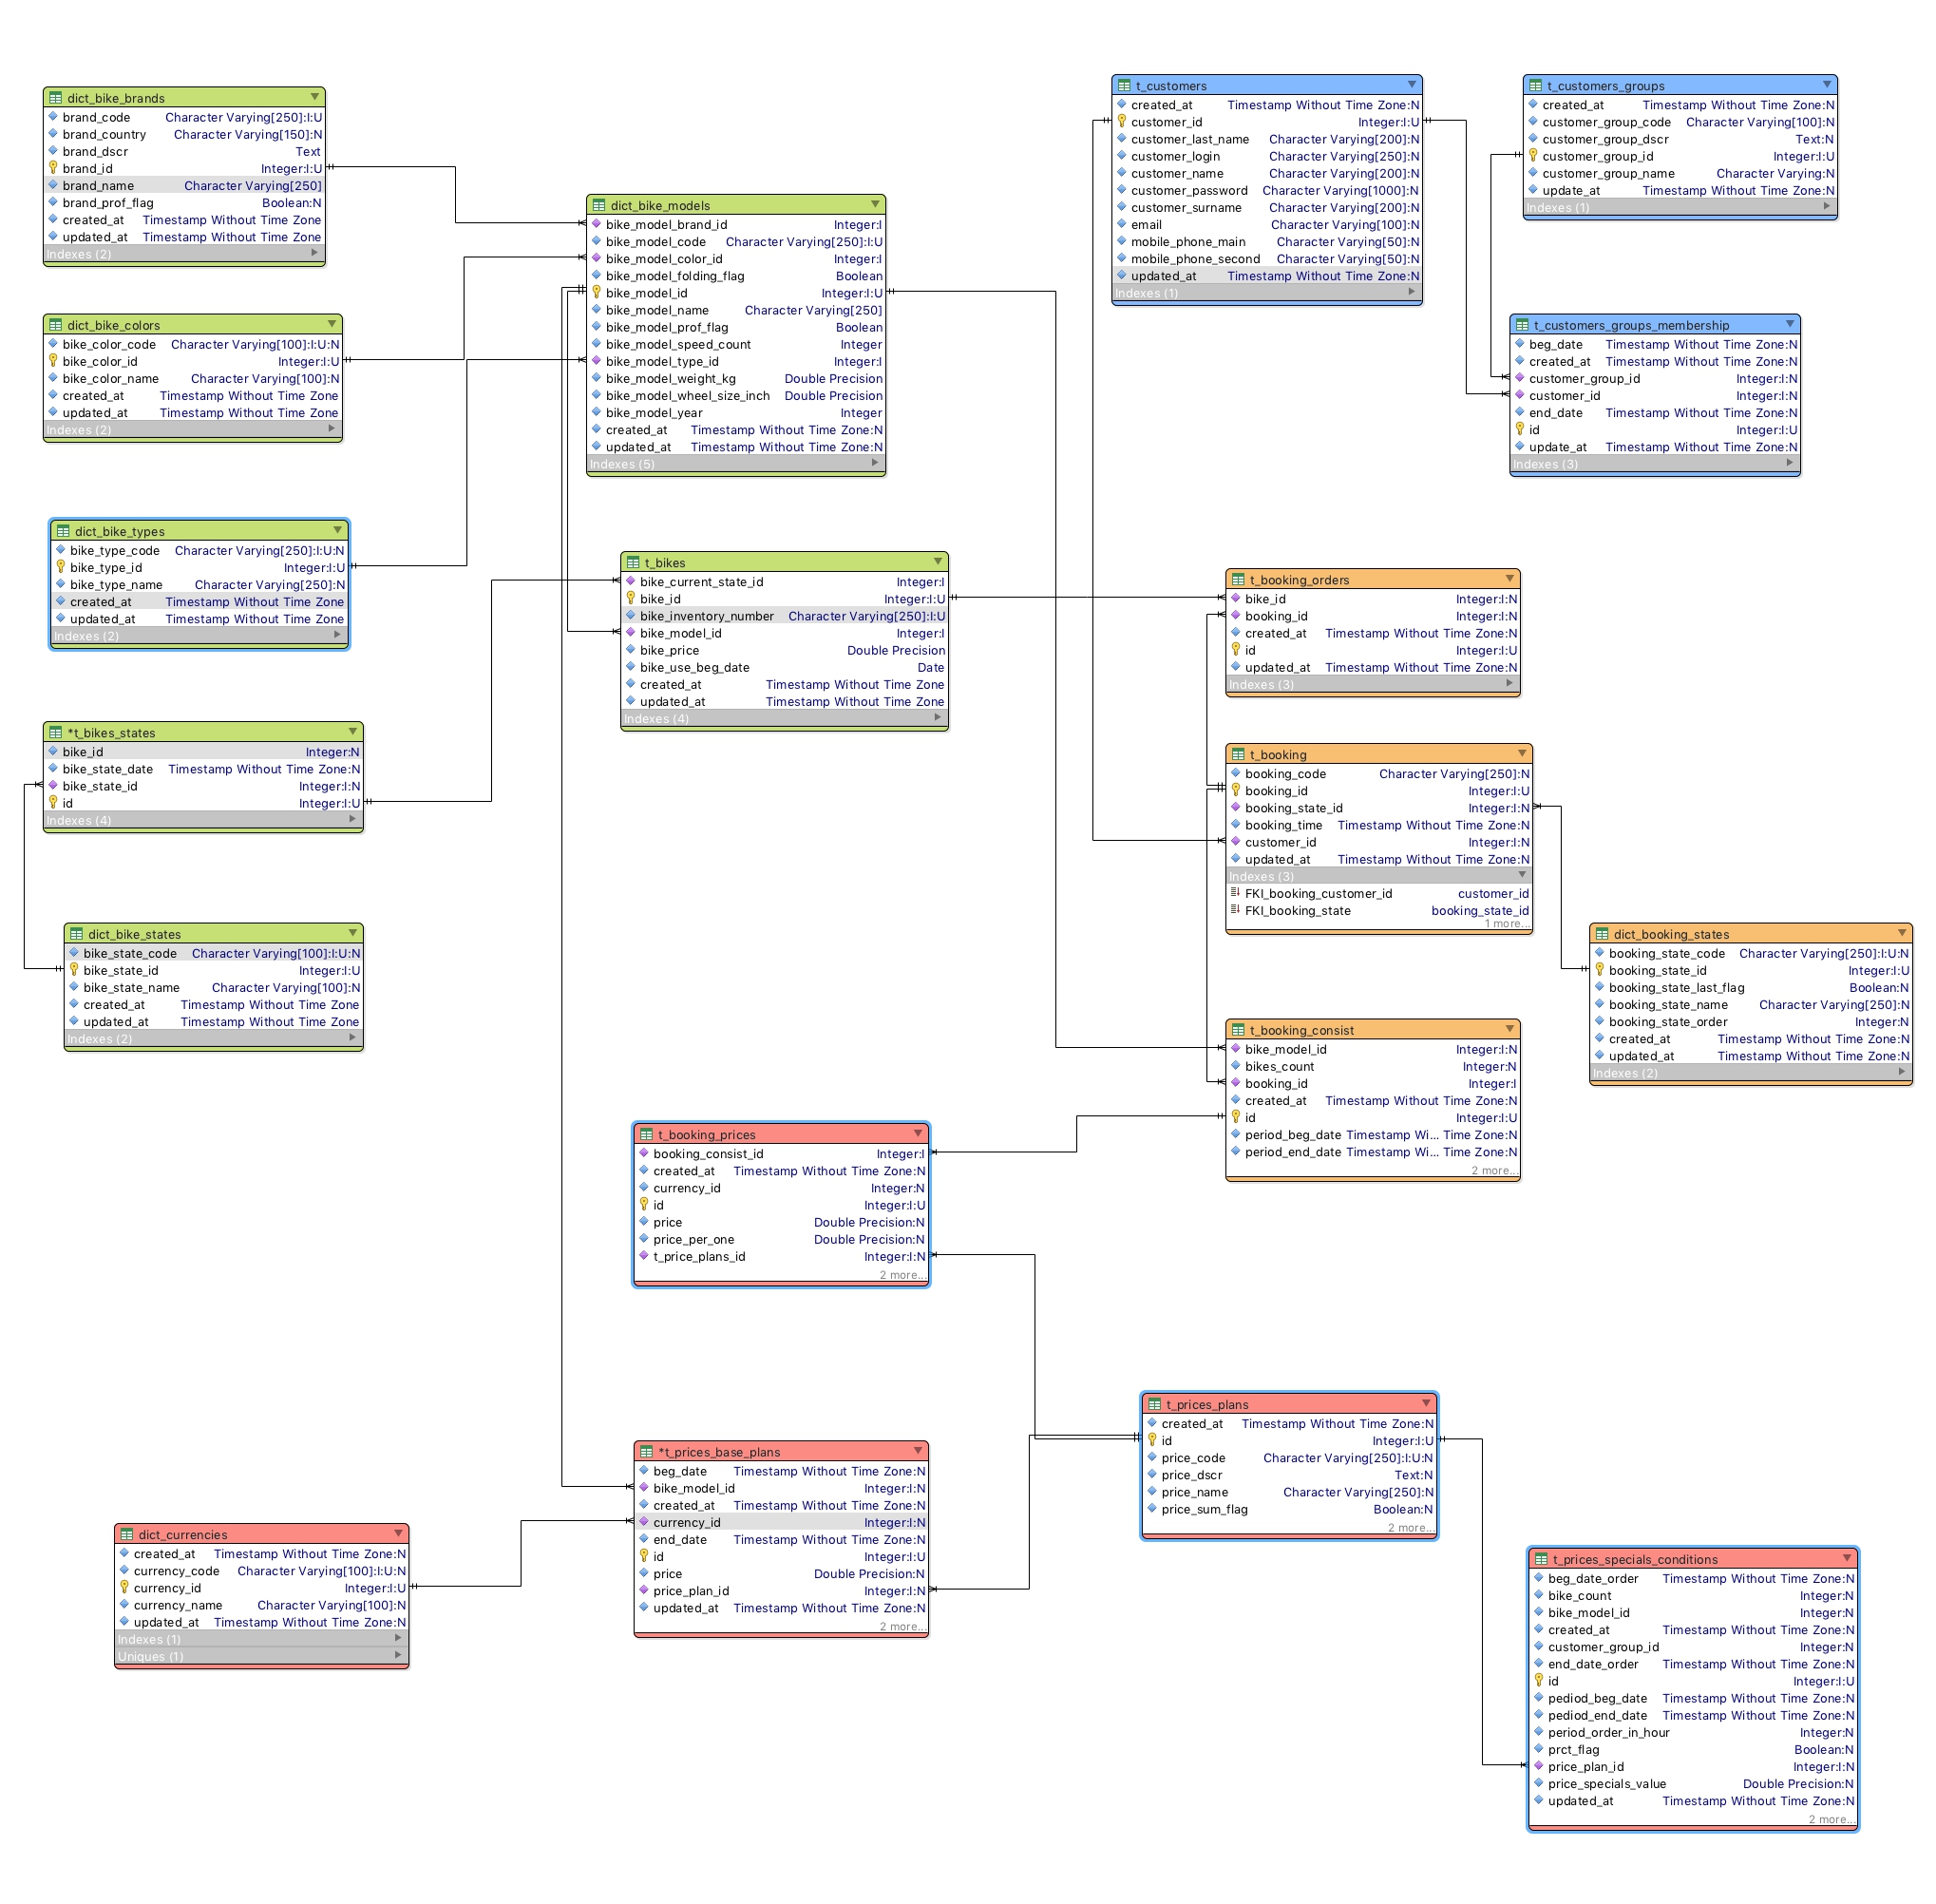 dict_bike_brands
brand_code Character Varying[250]:I:U
brand_country Character Varying[150]:N
brand_dscr Text
brand_id Integer:I:U
brand_name Character Varying[250]
brand_prof_flag Boolean:N
created_at Timestamp Without Time Zone
updated_at Timestamp Without Time Zone
Indexes (2)
dict_bike_colors
bike_color_code Character Varying[100]:I:U:N
bike_color_id Integer:I:U
bike_color_name Character Varying[100]:N
created_at Timestamp Without Time Zone
updated_at Timestamp Without Time Zone
Indexes (2)
dict_bike_types
bike_type_code Character Varying[250]:I:U:N
bike_type_id Integer:I:U
bike_type_name Character Varying[250]:N
created_at Timestamp Without Time Zone
updated_at Timestamp Without Time Zone
Indexes (2)
*t_bikes_states
bike_id Integer:N
bike_state_date Timestamp Without Time Zone:N
bike_state_id Integer:I:N
id Integer:I:U
Indexes (4)
dict_bike_states
bike_state_code Character Varying[100]:I:U:N
bike_state_id Integer:I:U
bike_state_name Character Varying[100]:N
created_at Timestamp Without Time Zone
updated_at Timestamp Without Time Zone
Indexes (2)
dict_bike_models
bike_model_brand_id Integer:I
bike_model_code Character Varying[250]:I:U
bike_model_color_id Integer:I
bike_model_folding_flag Boolean
bike_model_id Integer:I:U
bike_model_name Character Varying[250]
bike_model_prof_flag Boolean
bike_model_speed_count Integer
bike_model_type_id Integer:I
bike_model_weight_kg Double Precision
bike_model_wheel_size_inch Double Precision
bike_model_year Integer
created_at Timestamp Without Time Zone:N
updated_at Timestamp Without Time Zone:N
Indexes (5)
t_bikes
bike_current_state_id Integer:I
bike_id Integer:I:U
bike_inventory_number Character Varying[250]:I:U
bike_model_id Integer:I
bike_price Double Precision
bike_use_beg_date Date
created_at Timestamp Without Time Zone
updated_at Timestamp Without Time Zone
Indexes (4)
t_customers
created_at Timestamp Without Time Zone:N
customer_id Integer:I:U
customer_last_name Character Varying[200]:N
customer_login Character Varying[250]:N
customer_name Character Varying[200]:N
customer_password Character Varying[1000]:N
customer_surname Character Varying[200]:N
email Character Varying[100]:N
mobile_phone_main Character Varying[50]:N
mobile_phone_second Character Varying[50]:N
updated_at Timestamp Without Time Zone:N
Indexes (1)
t_customers_groups
created_at Timestamp Without Time Zone:N
customer_group_code Character Varying[100]:N
customer_group_dscr Text:N
customer_group_id Integer:I:U
customer_group_name Character Varying:N
update_at Timestamp Without Time Zone:N
Indexes (1)
t_customers_groups_membership
beg_date Timestamp Without Time Zone:N
created_at Timestamp Without Time Zone:N
customer_group_id Integer:I:N
customer_id Integer:I:N
end_date Timestamp Without Time Zone:N
id Integer:I:U
update_at Timestamp Without Time Zone:N
Indexes (3)
t_booking_orders
bike_id Integer:I:N
booking_id Integer:I:N
created_at Timestamp Without Time Zone:N
id Integer:I:U
updated_at Timestamp Without Time Zone:N
Indexes (3)
t_booking
booking_code Character Varying[250]:N
booking_id Integer:I:U
booking_state_id Integer:I:N
booking_time Timestamp Without Time Zone:N
customer_id Integer:I:N
updated_at Timestamp Without Time Zone:N
Indexes (3)
FKI_booking_customer_id customer_id
FKI_booking_state booking_state_id
1 more...
dict_booking_states
booking_state_code Character Varying[250]:I:U:N
booking_state_id Integer:I:U
booking_state_last_flag Boolean:N
booking_state_name Character Varying[250]:N
booking_state_order Integer:N
created_at Timestamp Without Time Zone:N
updated_at Timestamp Without Time Zone:N
Indexes (2)
t_booking_consist
bike_model_id Integer:I:N
bikes_count Integer:N
booking_id Integer:I
created_at Timestamp Without Time Zone:N
id Integer:I:U
period_beg_date Timestamp Wi... Time Zone:N
period_end_date Timestamp Wi... Time Zone:N
2 more...
t_booking_prices
booking_consist_id Integer:I
created_at Timestamp Without Time Zone:N
currency_id Integer:N
id Integer:I:U
price Double Precision:N
price_per_one Double Precision:N
t_price_plans_id Integer:I:N
2 more...
t_prices_plans
created_at Timestamp Without Time Zone:N
id Integer:I:U
price_code Character Varying[250]:I:U:N
price_dscr Text:N
price_name Character Varying[250]:N
price_sum_flag Boolean:N
2 more...
*t_prices_base_plans
beg_date Timestamp Without Time Zone:N
bike_model_id Integer:I:N
created_at Timestamp Without Time Zone:N
currency_id Integer:I:N
end_date Timestamp Without Time Zone:N
id Integer:I:U
price Double Precision:N
price_plan_id Integer:I:N
updated_at Timestamp Without Time Zone:N
2 more...
dict_currencies
created_at Timestamp Without Time Zone:N
currency_code Character Varying[100]:I:U:N
currency_id Integer:I:U
currency_name Character Varying[100]:N
updated_at Timestamp Without Time Zone:N
Indexes (1)
Uniques (1)
t_prices_specials_conditions
beg_date_order Timestamp Without Time Zone:N
bike_count Integer:N
bike_model_id Integer:N
created_at Timestamp Without Time Zone:N
customer_group_id Integer:N
end_date_order Timestamp Without Time Zone:N
id Integer:I:U
pediod_beg_date Timestamp Without Time Zone:N
pediod_end_date Timestamp Without Time Zone:N
period_order_in_hour Integer:N
prct_flag Boolean:N
price_plan_id Integer:I:N
price_specials_value Double Precision:N
updated_at Timestamp Without Time Zone:N
2 more...